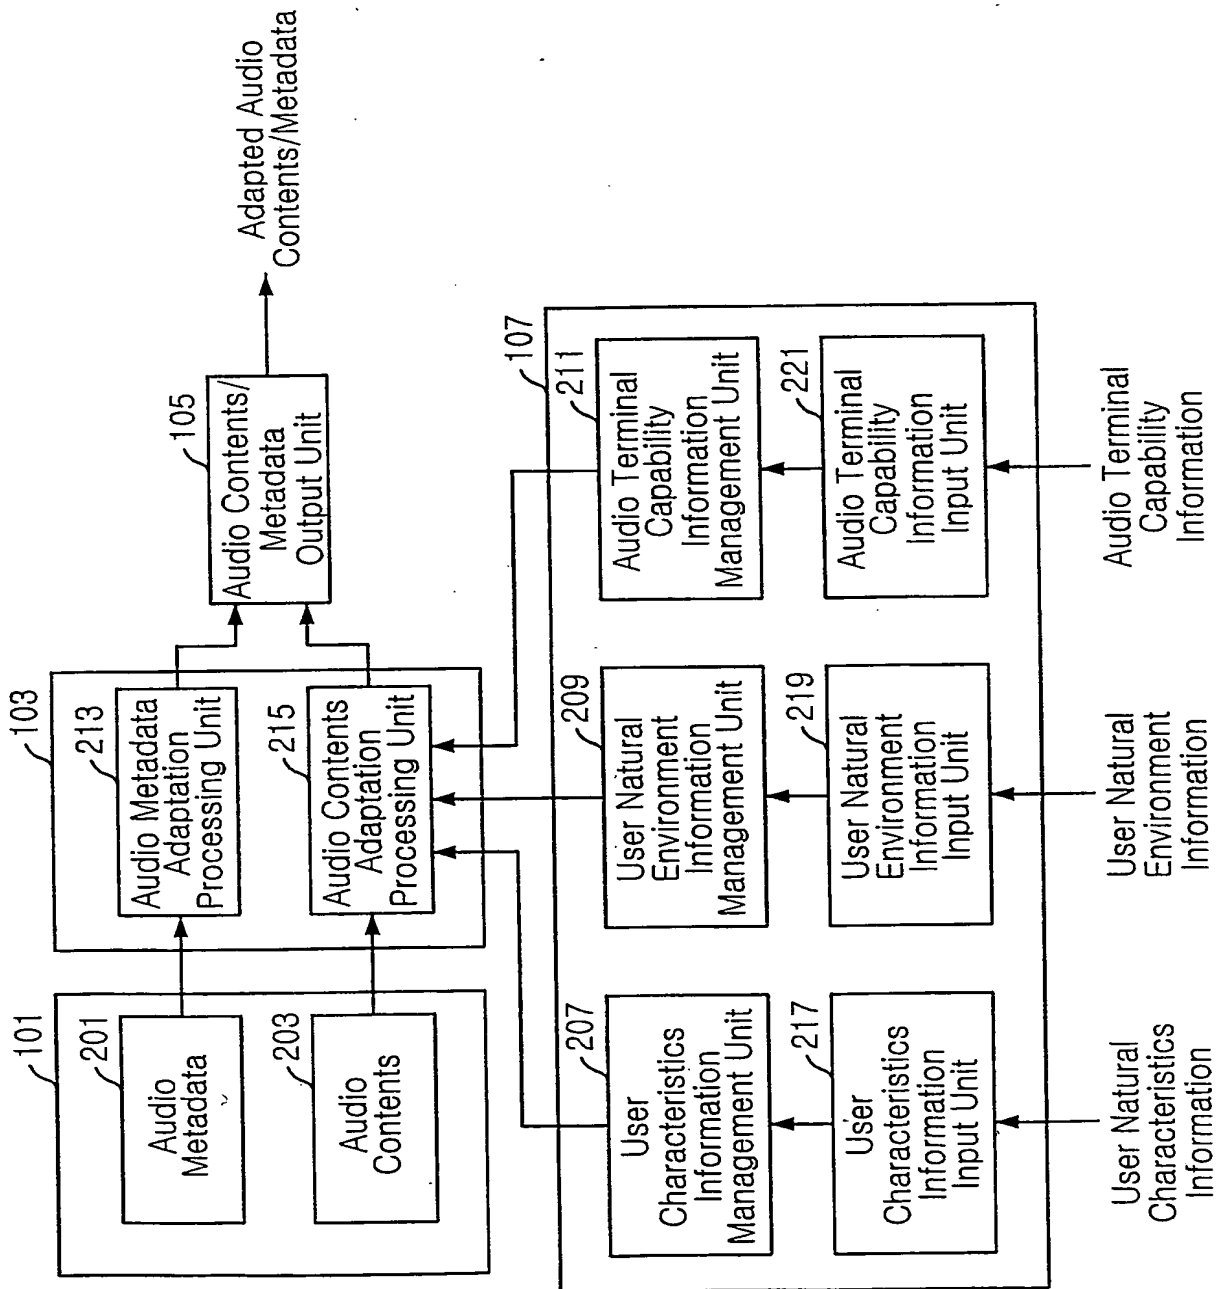 101
201
Audio
Metadata
203
Audio
Contents
103
213
Audio Metadata
Adaptation
Processing Unit
215
Audio Contents
Adaptation
Processing Unit
105
Audio Contents/
Metadata
Output Unit
Adapted Audio
Contents/Metadata
107
207
User
Characteristics
Information
Management Unit
209
User Natural
Environment
Information
Management Unit
211
Audio Terminal
Capability
Information
Management Unit
217
User
Characteristics
Information
Input Unit
219
User Natural
Environment
Information
Input Unit
221
Audio Terminal
Capability
Information
Input Unit
User Natural
Characteristics
Information
User Natural
Environment
Information
Audio Terminal
Capability
Information